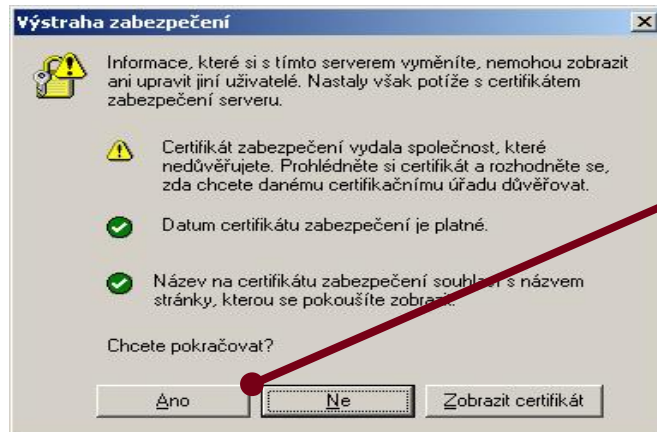 Výstraha zabezpečení
Informace, které si s tímto serverem vyměníte, nemohou zobrazit
ani upravit jiní uživatelé. Nastaly však potíže s certifikátem
zabezpečení serveru.
Certifikát zabezpečení vydala společnost, které
nedůvěřujete. Prohlédněte si certifikát a rozhodněte se,
zda chcete danému certifikačnímu úřadu důvěřovat.
Datum certifikátu zabezpečení je platné.
Název na certifikátu zabezpečení souhlasí s názvem
stránky, kterou se pokoušíte zobrazit.
Chcete pokračovat?
Ano
Ne
Zobrazit certifikát